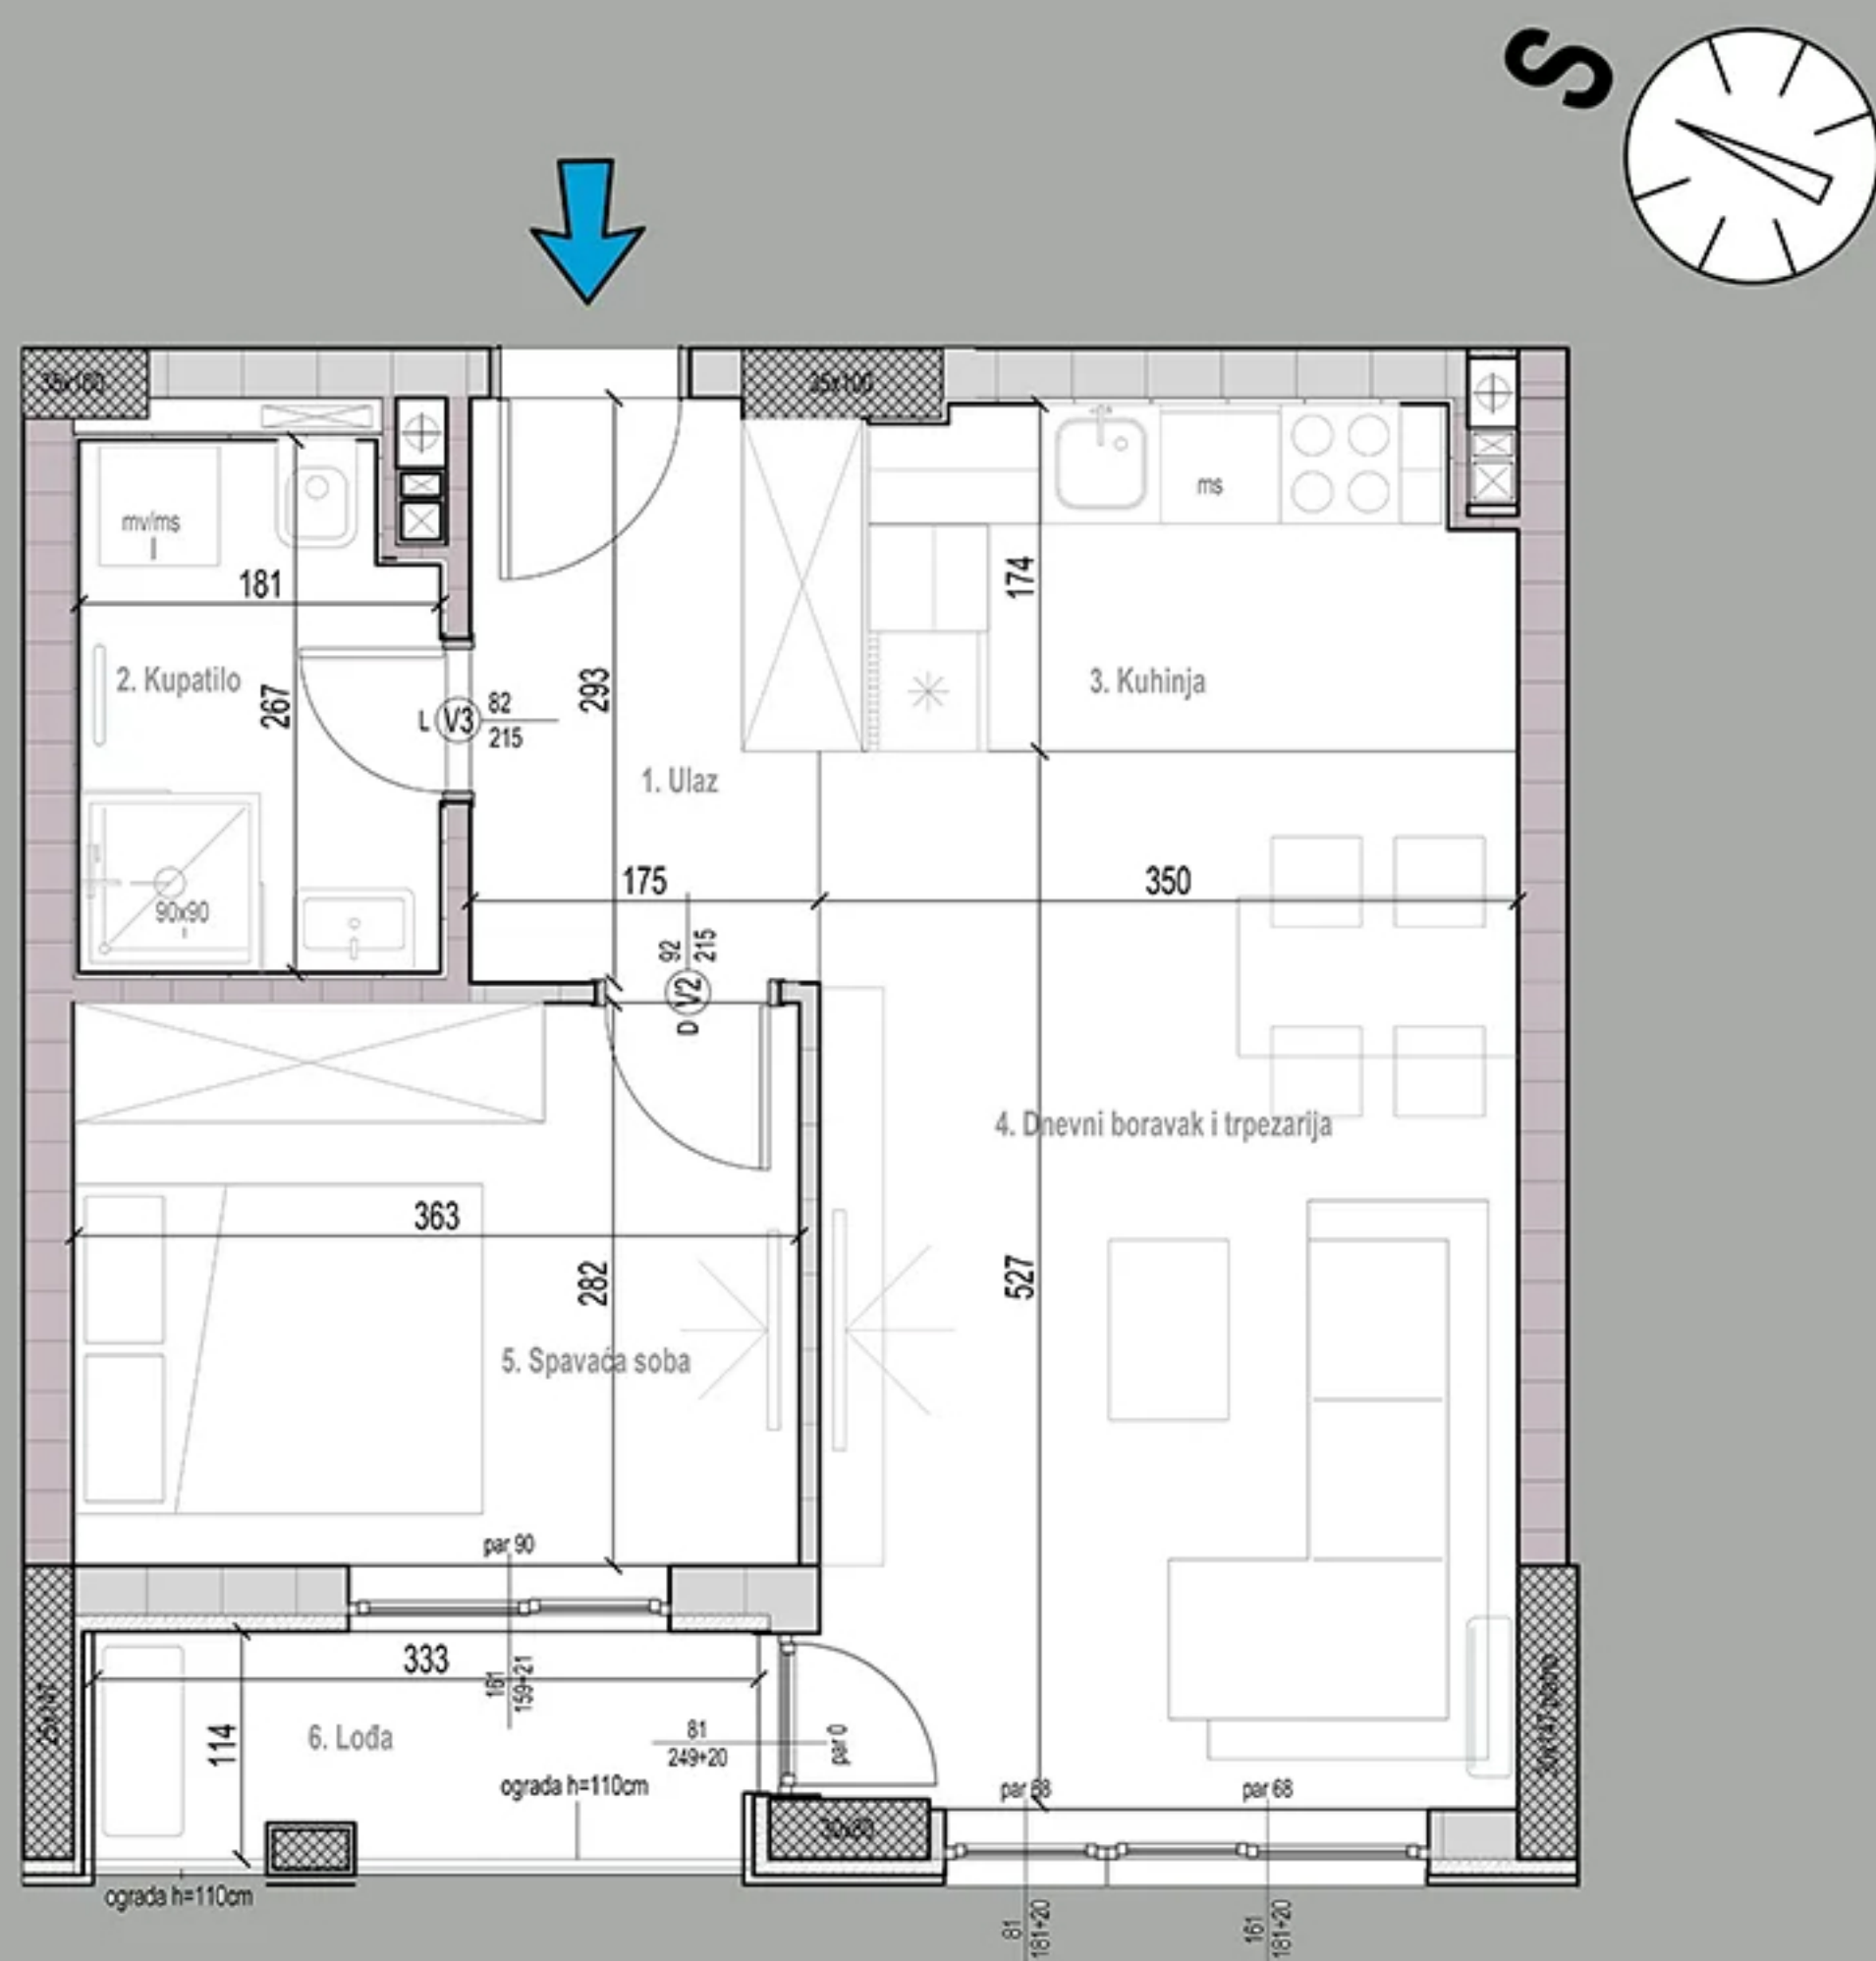 S
35x160
35x100
mv/ms
ms
181
174
2. Kupatilo
267
293
3. Kuhinja
L V3 82
215
1. Ulaz
175
350
90x90
92
215
D V2
4. Dnevni boravak i trpezarija
363
282
527
5. Spavaća soba
par 90
333
161
159+21
114
6. Lođa
81
249+20
par 0
ograda h=110cm
par 68
par 68
30x80
ograda h=110cm
81
181+20
161
181+20